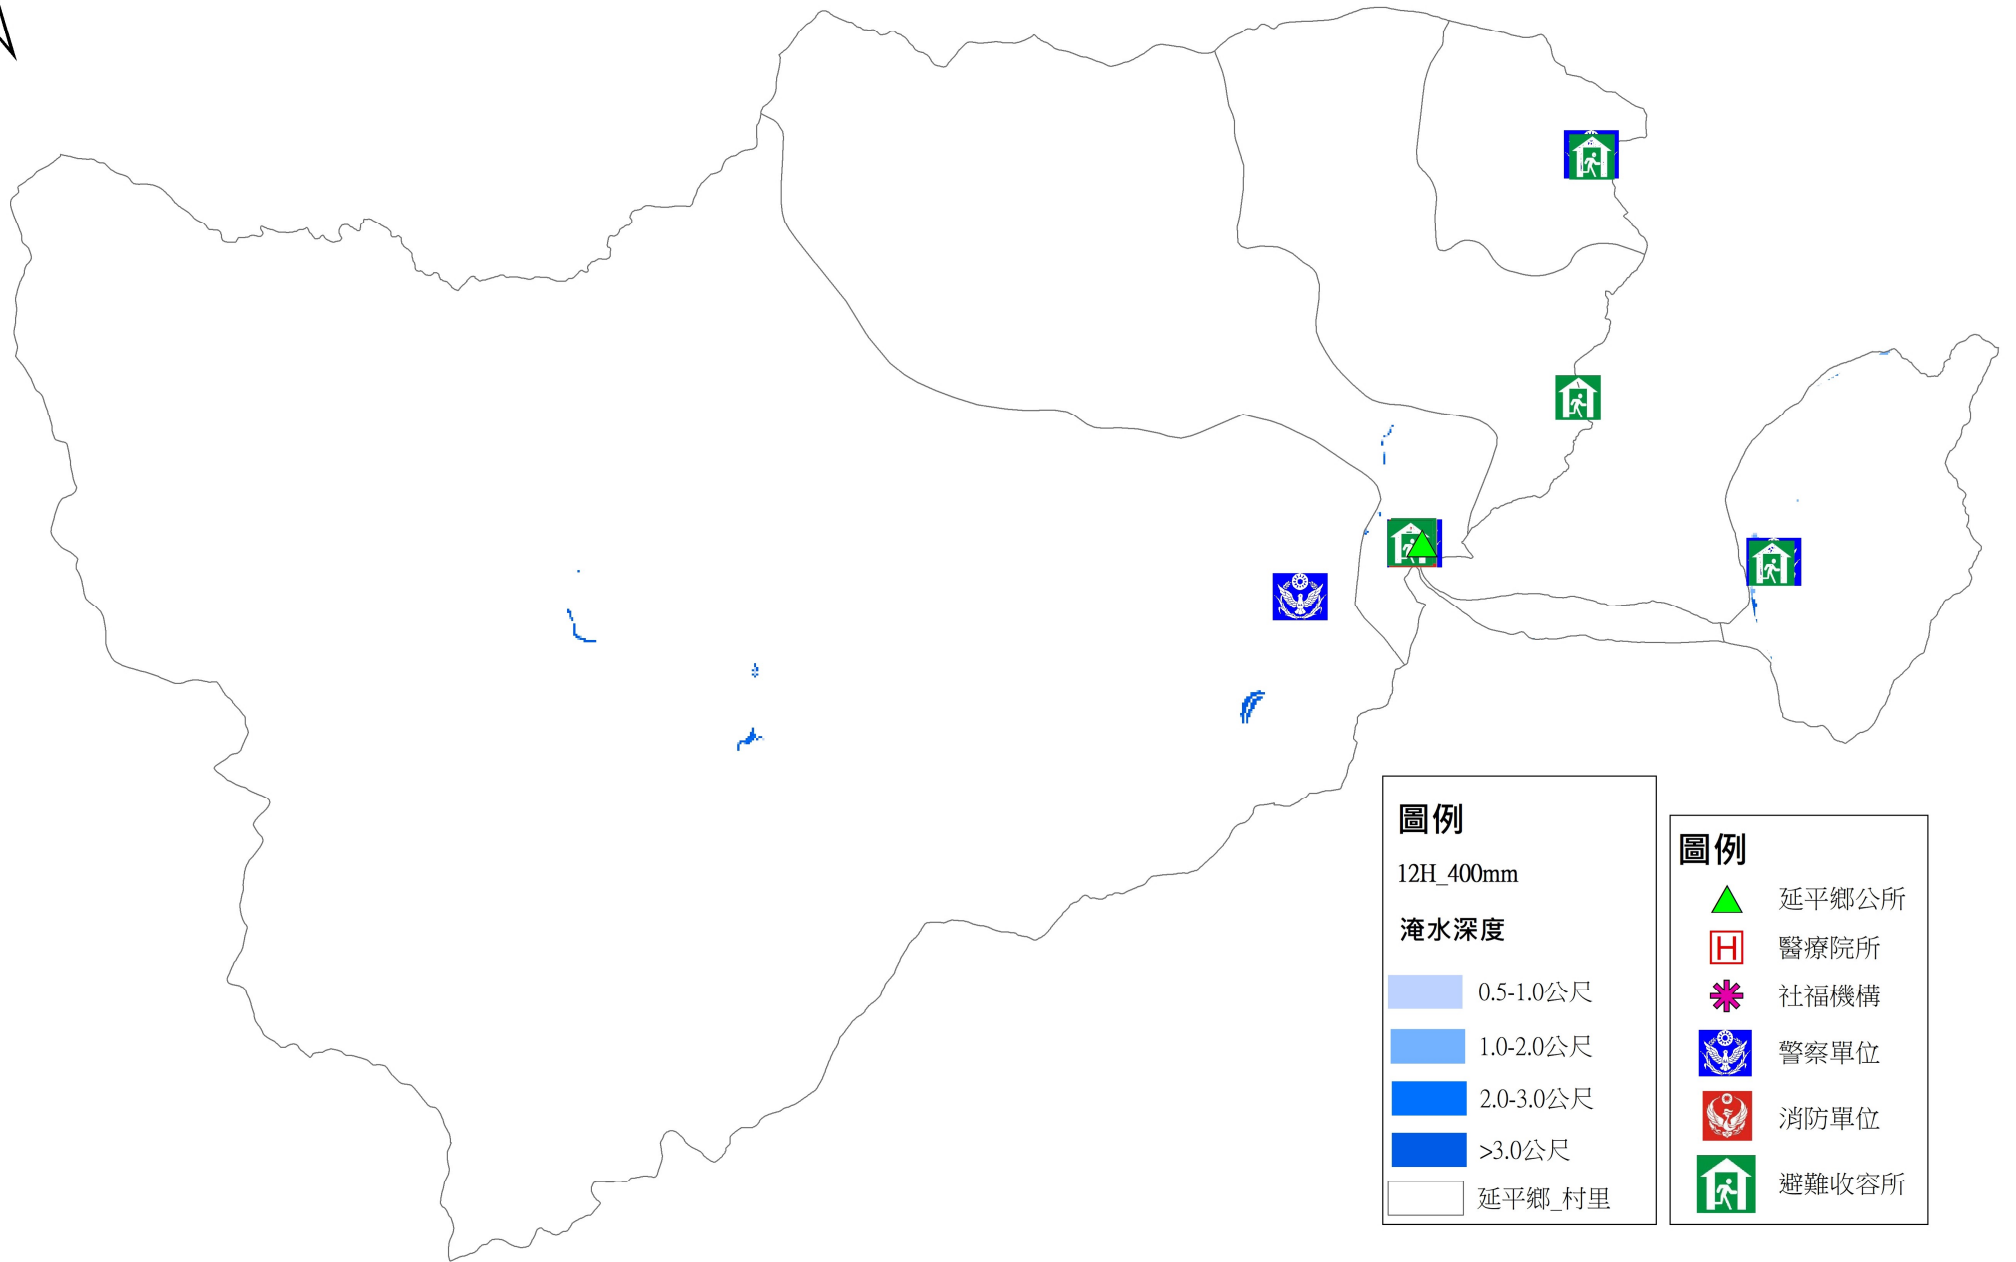 圖例
12H_400mm
淹水深度
0.5-1.0公尺
1.0-2.0公尺
2.0-3.0公尺
>3.0公尺
延平鄉_村里
圖例
延平鄉公所
H 醫療院所
社福機構
警察單位
消防單位
避難收容所